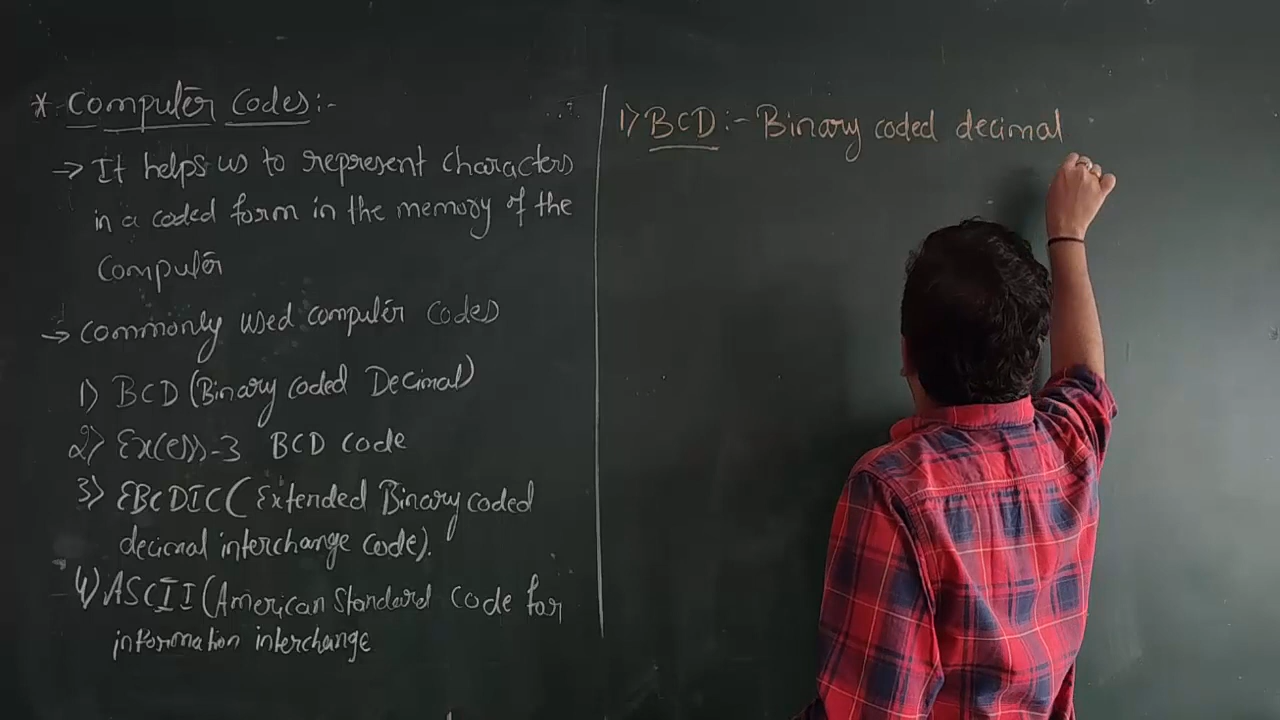 * Computer Codes:-
→ It helps us to represent characters
in a coded form in the memory of the
Computer
→ Commonly used computer codes
1) BCD (Binary coded Decimal)
2) Excess-3 BCD code
3) EBCDIC (Extended Binary coded
decimal interchange code).
4) ASCII (American Standard code for
information interchange
1) BCD:- Binary coded decimal